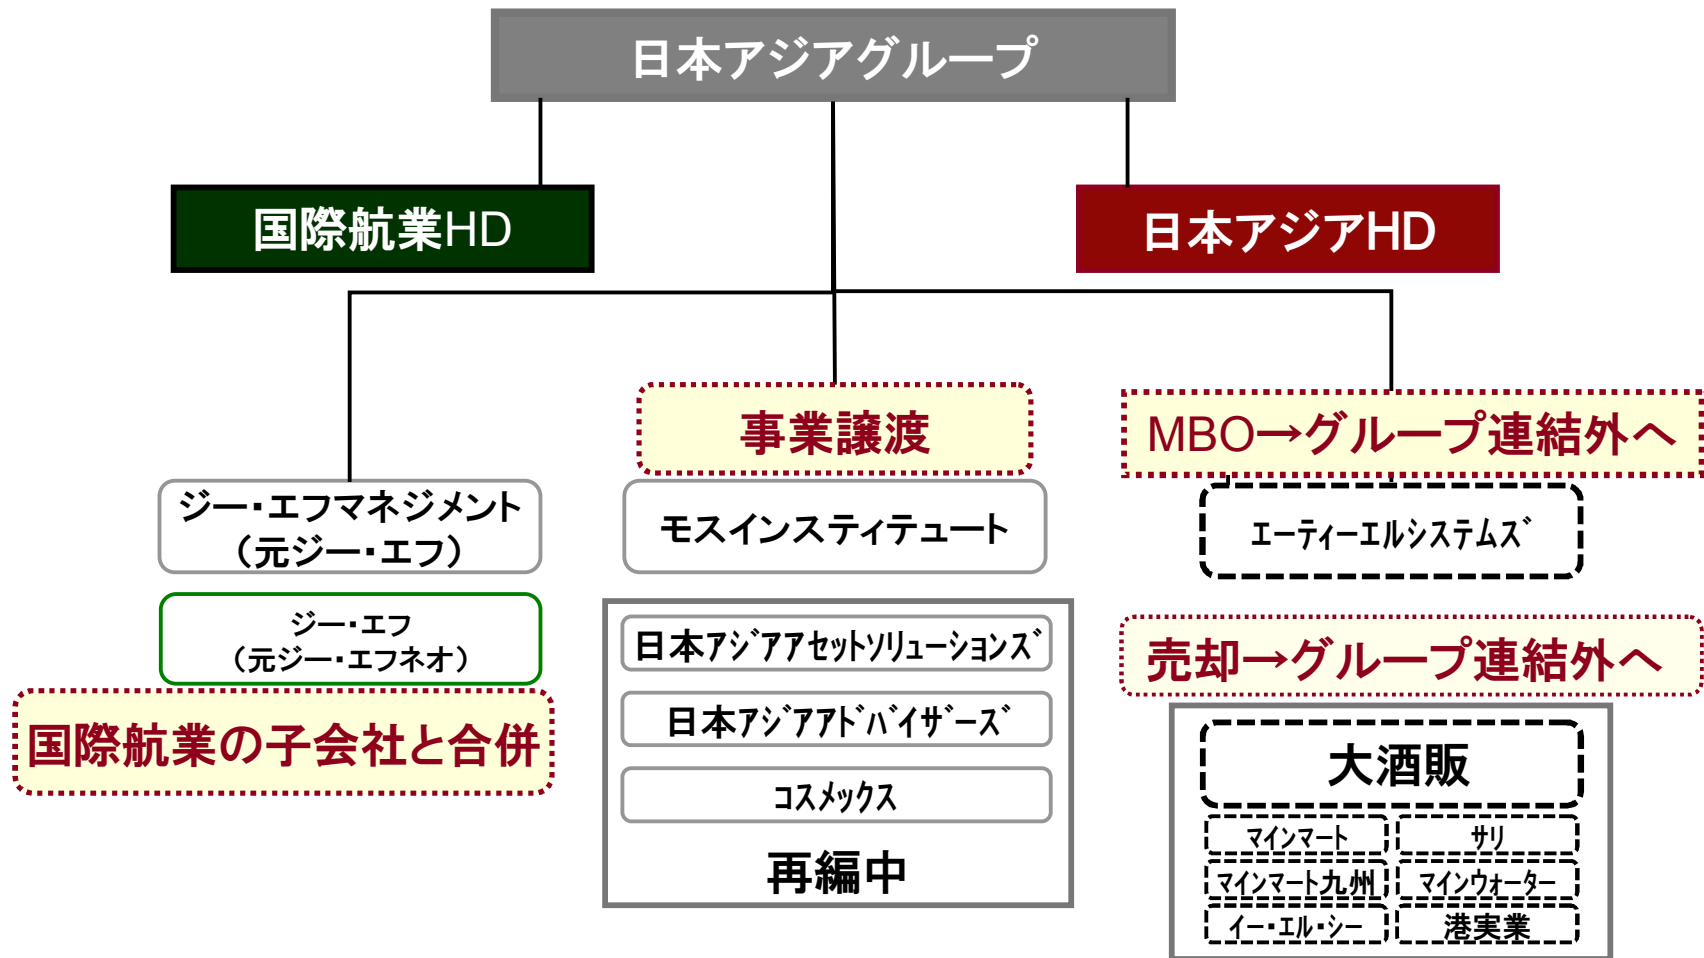 日本アジアグループ
国際航業HD
日本アジアHD
ジー・エフマネジメント
（元ジー・エフ）
ジー・エフ
（元ジー・エフネオ）
国際航業の子会社と合併
事業譲渡
モスインスティテュート
日本ｱｼﾞｱｱｾｯﾄｿﾘｭｰｼｮﾝｽﾞ
日本ｱｼﾞｱｱﾄﾞﾊﾞｲｻﾞｰｽﾞ
ｺｽﾒｯｸｽ
再編中
MBO→グループ連結外へ
ｴｰﾃｨｰｴﾙｼｽﾃﾑｽﾞ
売却→グループ連結外へ
大酒販
ﾏｲﾝﾏｰﾄ
ｻﾘ
ﾏｲﾝﾏｰﾄ九州
ﾏｲﾝｳｫｰﾀｰ
ｲｰ・ｴﾙ・ｼｰ
港実業